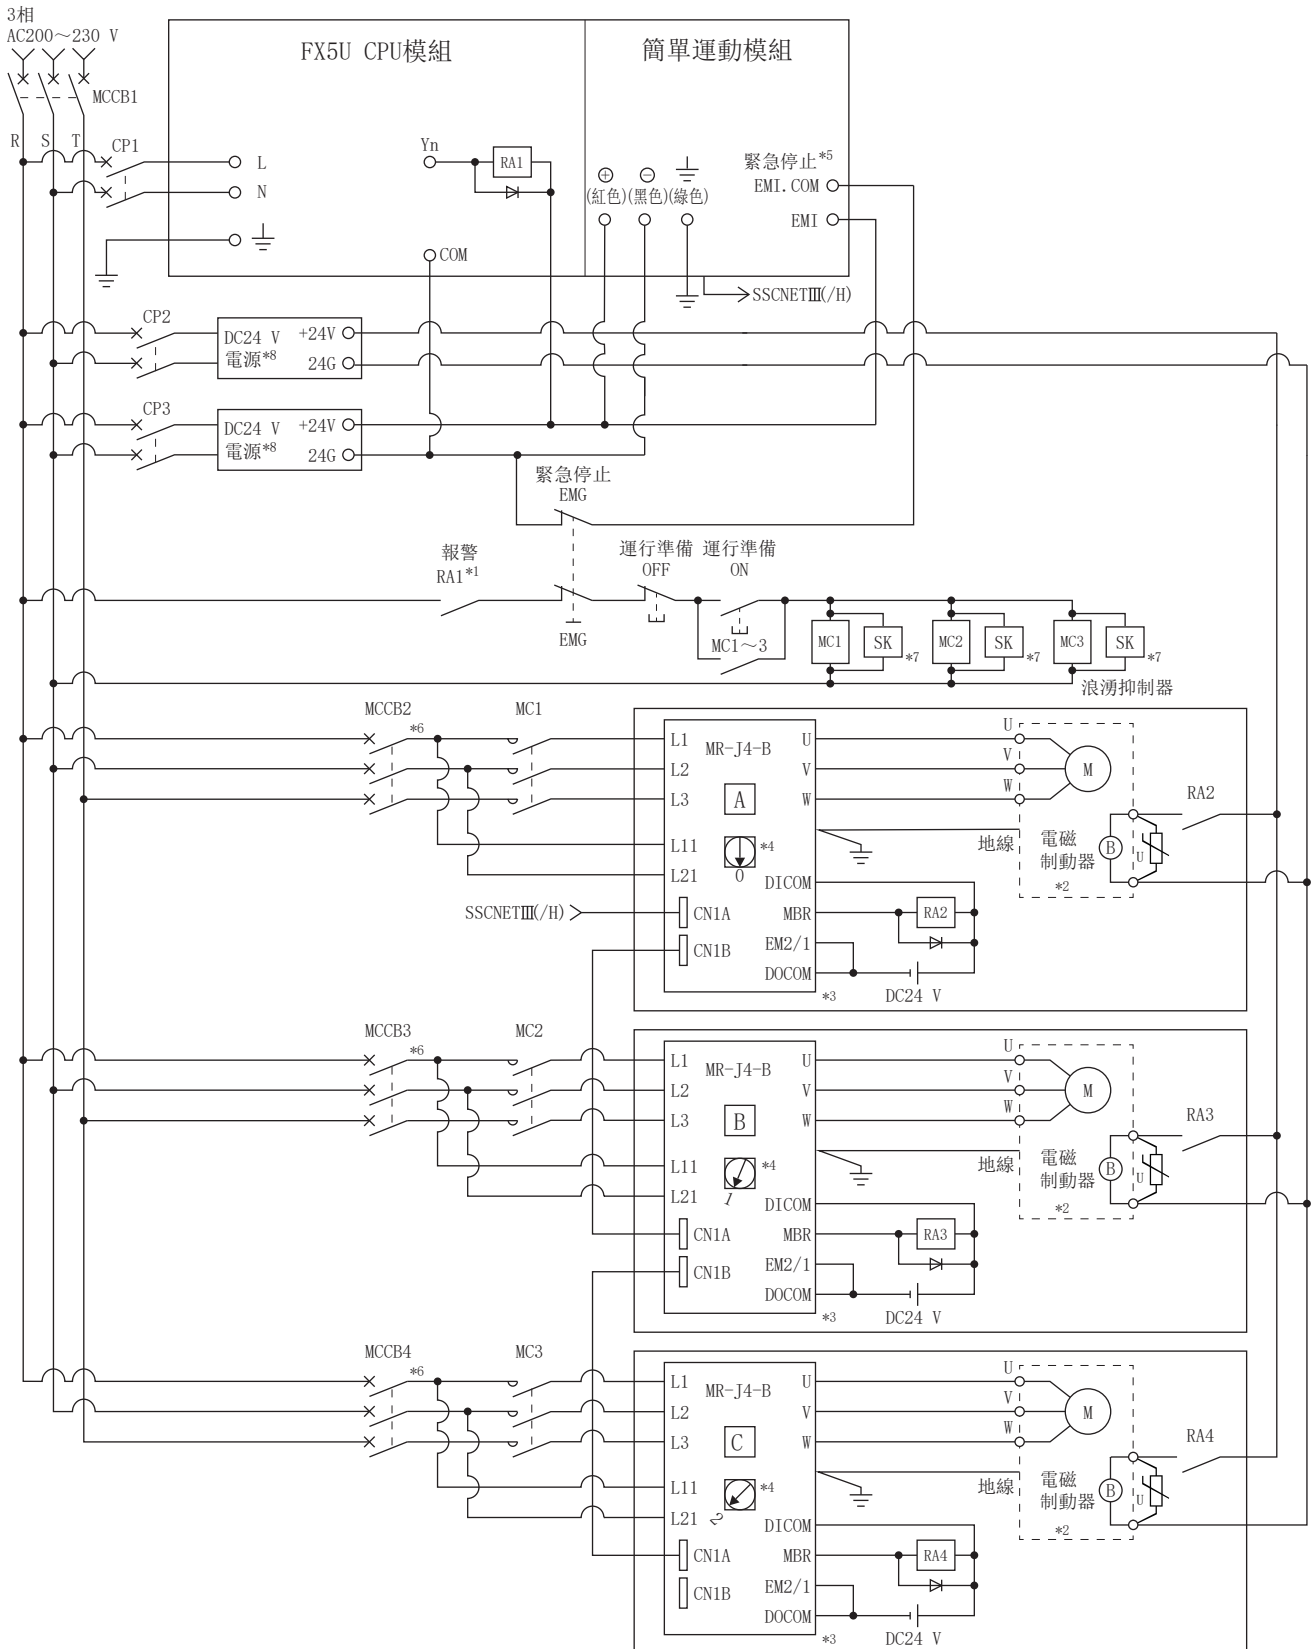 3相
AC200～230 V
MCCB1
R S T
FX5U CPU模組
簡單運動模組
CP1
L
N
Yn
RA1
COM
(紅色)(黑色)(綠色)
緊急停止*5
EMI.COM
EMI
SSCNETⅢ(/H)
CP2
DC24 V
電源*8
+24V
24G
CP3
DC24 V
電源*8
+24V
24G
緊急停止
EMG
報警
RA1*1
EMG
運行準備
OFF
運行準備
ON
MC1～3
MC1
SK
*7
MC2
SK
*7
MC3
SK
*7
浪湧抑制器
MCCB2
*6
MC1
L1
L2
L3
L11
L21
CN1A
CN1B
MR-J4-B
A
*4
0
U
V
W
DICOM
MBR
EM2/1
DOCOM
*3
SSCNETⅢ(/H)
U
V
W
M
地線
電磁
制動器
*2
B
U
RA2
RA2
DC24 V
MCCB3
*6
MC2
L1
L2
L3
L11
L21
CN1A
CN1B
MR-J4-B
B
*4
1
U
V
W
DICOM
MBR
EM2/1
DOCOM
*3
U
V
W
M
地線
電磁
制動器
*2
B
U
RA3
RA3
DC24 V
MCCB4
*6
MC3
L1
L2
L3
L11
L21
CN1A
CN1B
MR-J4-B
C
*4
2
U
V
W
DICOM
MBR
EM2/1
DOCOM
*3
U
V
W
M
地線
電磁
制動器
*2
B
U
RA4
RA4
DC24 V